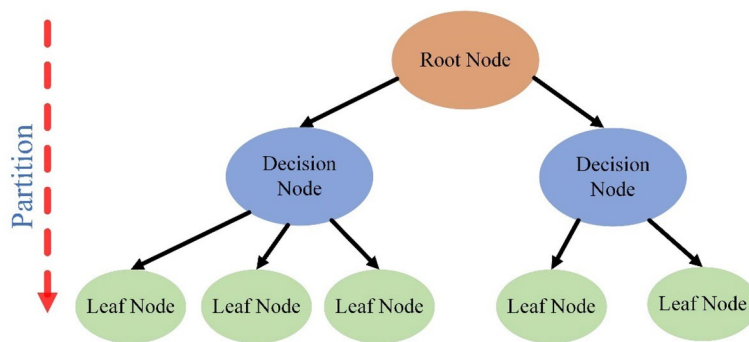 Root Node
Partition
Decision
Node
Decision
Node
Leaf Node
Leaf Node
Leaf Node
Leaf Node
Leaf Node